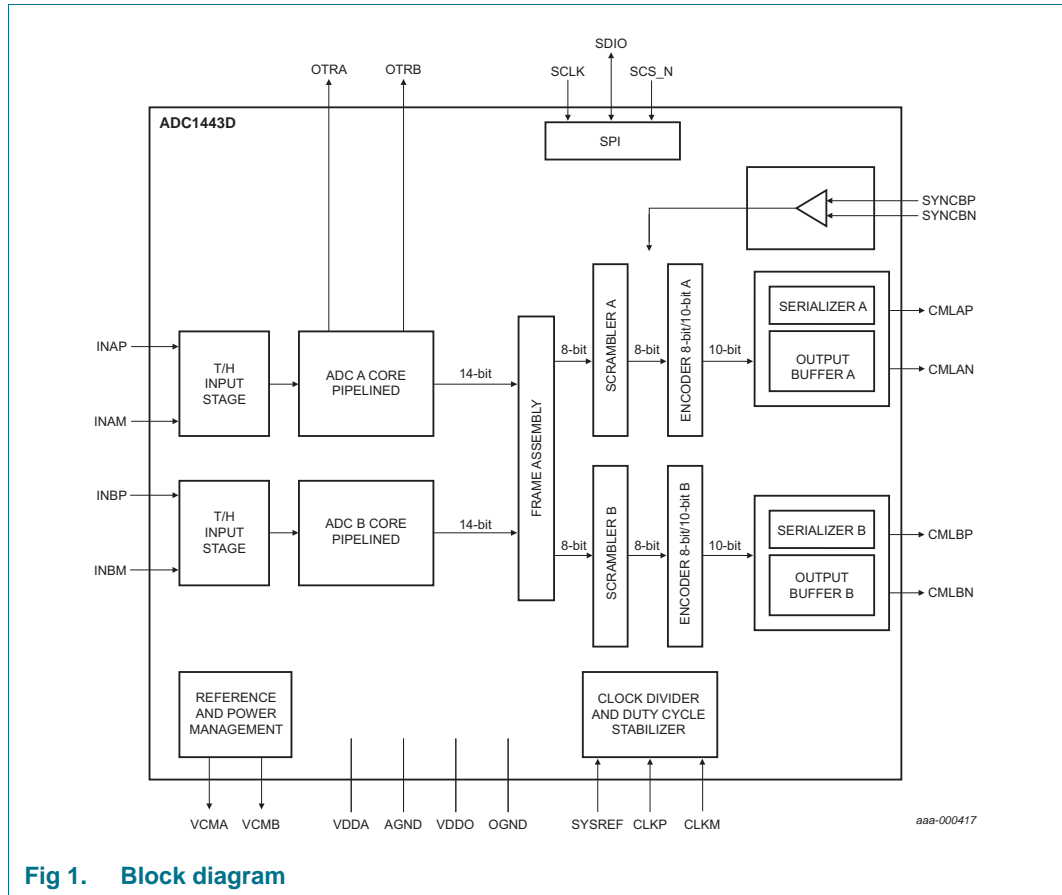 SDIO
OTRA
OTRB
SCLK
SCS_N
ADC1443D
SPI
SYNCBP
SYNCBN
INAP
INAM
T/H
INPUT
STAGE
ADC A CORE
PIPELINED
14-bit
FRAME ASSEMBLY
8-bit
SCRAMBLER A
8-bit
ENCODER 8-bit/10-bit A
10-bit
SERIALIZER A
OUTPUT
BUFFER A
CMLAP
CMLAN
INBP
INBM
T/H
INPUT
STAGE
ADC B CORE
PIPELINED
14-bit
8-bit
SCRAMBLER B
8-bit
ENCODER 8-bit/10-bit B
10-bit
SERIALIZER B
OUTPUT
BUFFER B
CMLBP
CMLBN
REFERENCE
AND POWER
MANAGEMENT
CLOCK DIVIDER
AND DUTY CYCLE
STABILIZER
VCMA
VCMB
VDDA
AGND
VDDO
OGND
SYSREF
CLKP
CLKM
aaa-000417
Fig 1. Block diagram